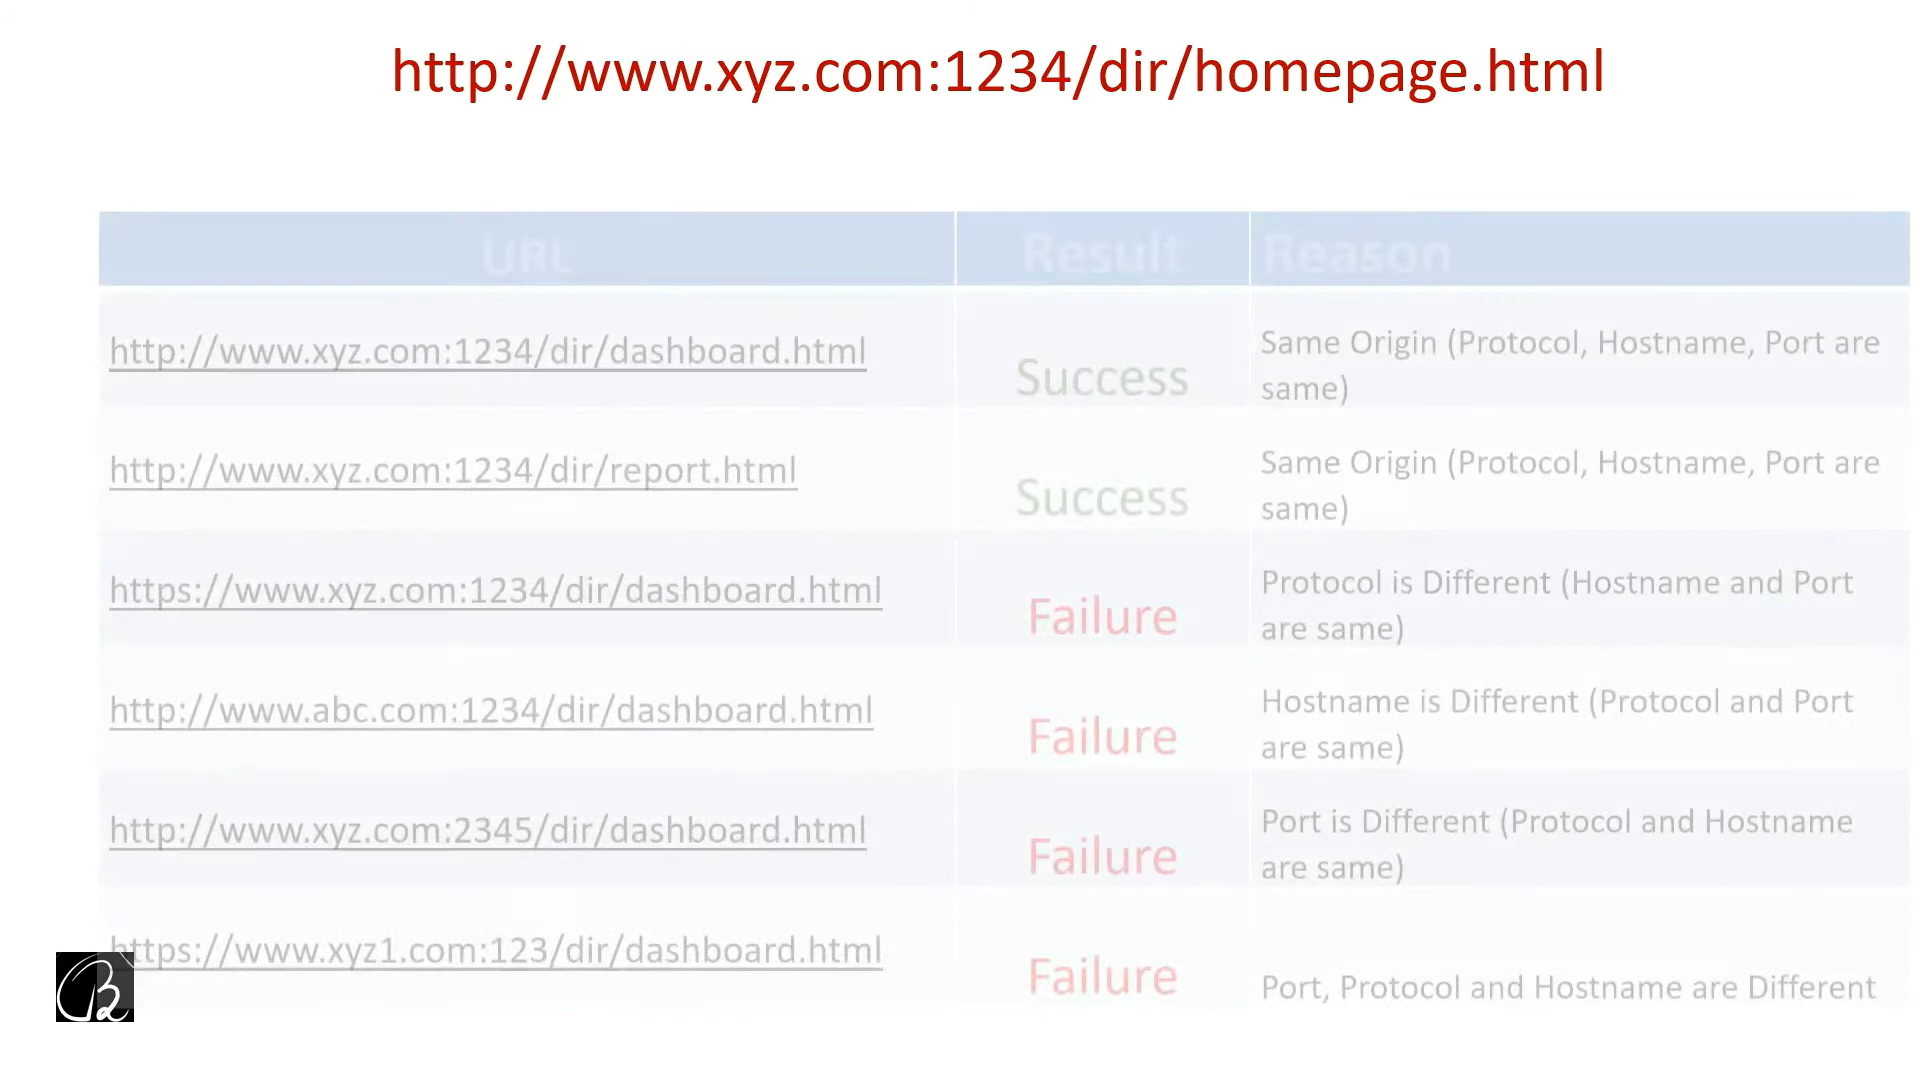 http://www.xyz.com:1234/dir/homepage.html
URL Result Reason
http://www.xyz.com:1234/dir/dashboard.html
Success
Same Origin (Protocol, Hostname, Port are
same)
http://www.xyz.com:1234/dir/report.html
Success
Same Origin (Protocol, Hostname, Port are
same)
https://www.xyz.com:1234/dir/dashboard.html
Failure
Protocol is Different (Hostname and Port
are same)
http://www.abc.com:1234/dir/dashboard.html
Failure
Hostname is Different (Protocol and Port
are same)
http://www.xyz.com:2345/dir/dashboard.html
Failure
Port is Different (Protocol and Hostname
are same)
https://www.xyz1.com:123/dir/dashboard.html
Failure
Port, Protocol and Hostname are Different